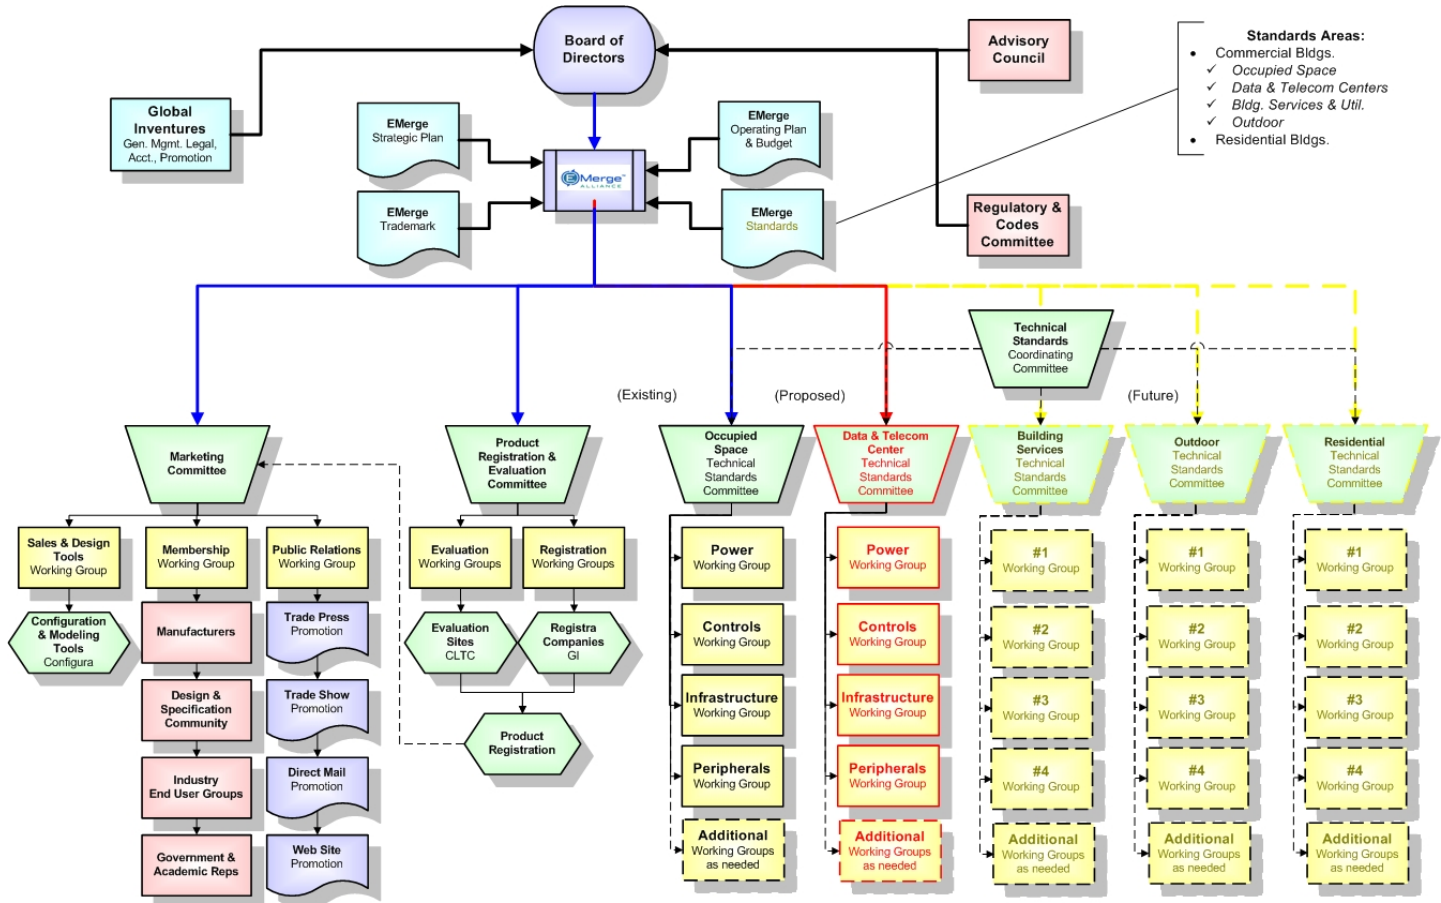 Board of
Directors
Advisory
Council
Standards Areas:
• Commercial Bldgs.
✓ Occupied Space
✓ Data & Telecom Centers
✓ Bldg. Services & Util.
✓ Outdoor
• Residential Bldgs.
Global
Inventures
Gen. Mgmt. Legal,
Acct., Promotion
EMerge
Strategic Plan
EMerge
Operating Plan
& Budget
EMerge
ALLIANCE
EMerge
Trademark
EMerge
Standards
Regulatory &
Codes
Committee
Technical
Standards
Coordinating
Committee
(Existing)
(Proposed)
(Future)
Marketing
Committee
Product
Registration &
Evaluation
Committee
Occupied
Space
Technical
Standards
Committee
Data & Telecom
Center
Technical
Standards
Committee
Building
Services
Technical
Standards
Committee
Outdoor
Technical
Standards
Committee
Residential
Technical
Standards
Committee
Sales & Design
Tools
Working Group
Membership
Working Group
Public Relations
Working Group
Evaluation
Working Groups
Registration
Working Groups
Power
Working Group
Power
Working Group
#1
Working Group
#1
Working Group
#1
Working Group
Configuration
& Modeling
Tools
Configura
Manufacturers
Trade Press
Promotion
Evaluation
Sites
CLTC
Registra
Companies
GI
Controls
Working Group
Controls
Working Group
#2
Working Group
#2
Working Group
#2
Working Group
Design &
Specification
Community
Trade Show
Promotion
Product
Registration
Infrastructure
Working Group
Infrastructure
Working Group
#3
Working Group
#3
Working Group
#3
Working Group
Industry
End User Groups
Direct Mail
Promotion
Peripherals
Working Group
Peripherals
Working Group
#4
Working Group
#4
Working Group
#4
Working Group
Government &
Academic Reps
Web Site
Promotion
Additional
Working Groups
as needed
Additional
Working Groups
as needed
Additional
Working Groups
as needed
Additional
Working Groups
as needed
Additional
Working Groups
as needed